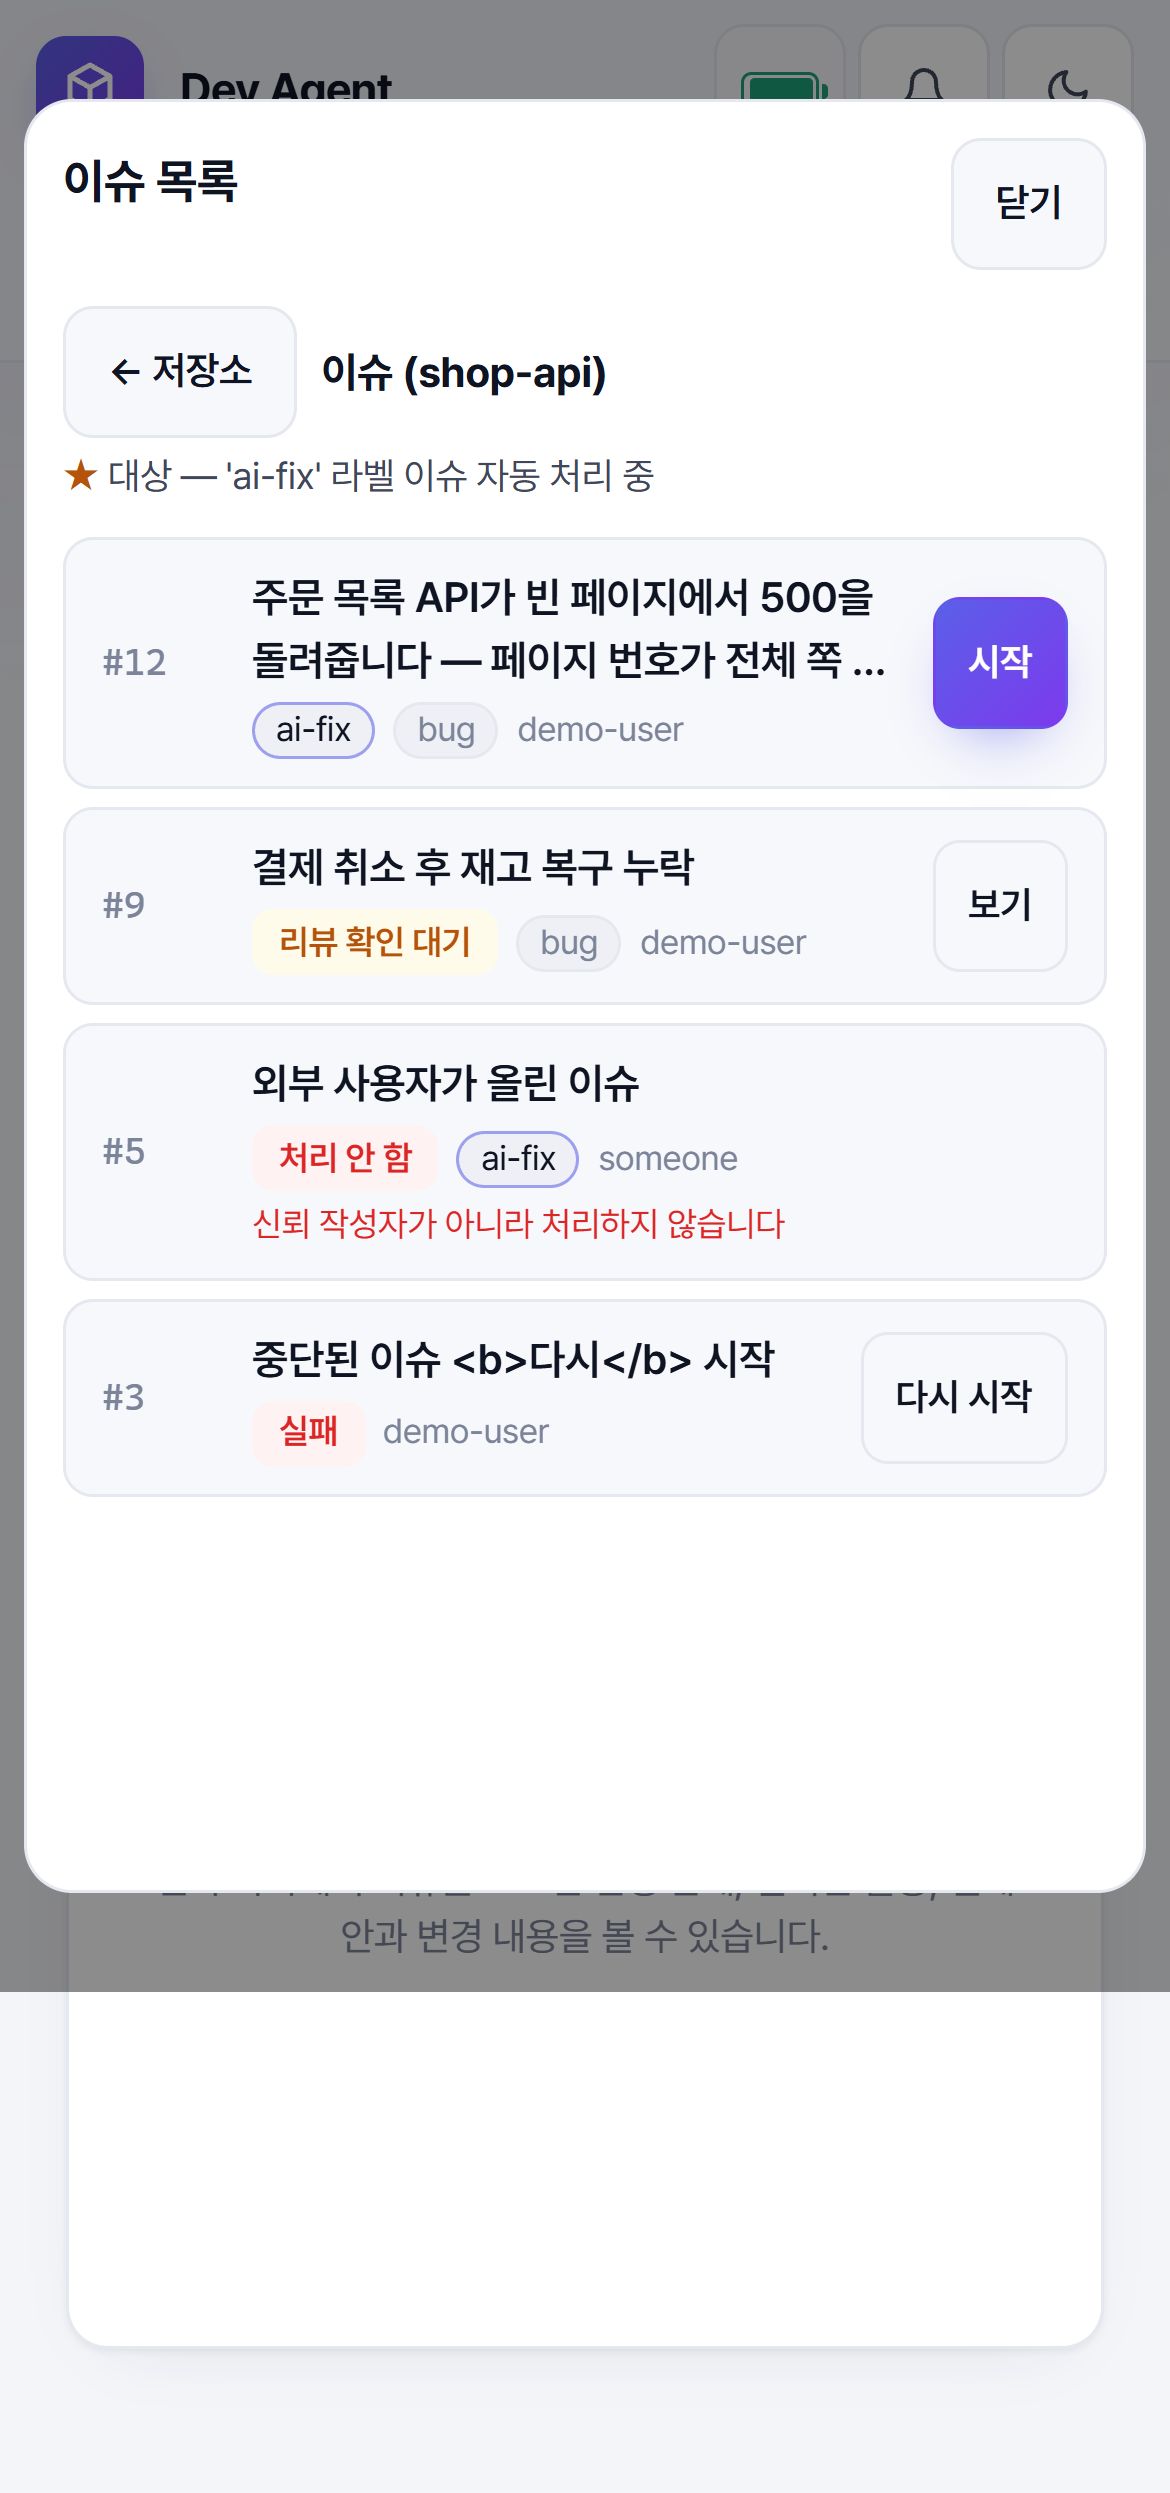 Dev Agent
이슈 목록
닫기
← 저장소
이슈 (shop-api)
★ 대상 — 'ai-fix' 라벨 이슈 자동 처리 중
#12
주문 목록 API가 빈 페이지에서 500을
돌려줍니다 — 페이지 번호가 전체 쪽 ...
ai-fix bug demo-user
시작
#9
결제 취소 후 재고 복구 누락
리뷰 확인 대기 bug demo-user
보기
#5
외부 사용자가 올린 이슈
처리 안 함 ai-fix someone
신뢰 작성자가 아니라 처리하지 않습니다
#3
중단된 이슈 <b>다시</b> 시작
실패 demo-user
다시 시작
안과 변경 내용을 볼 수 있습니다.